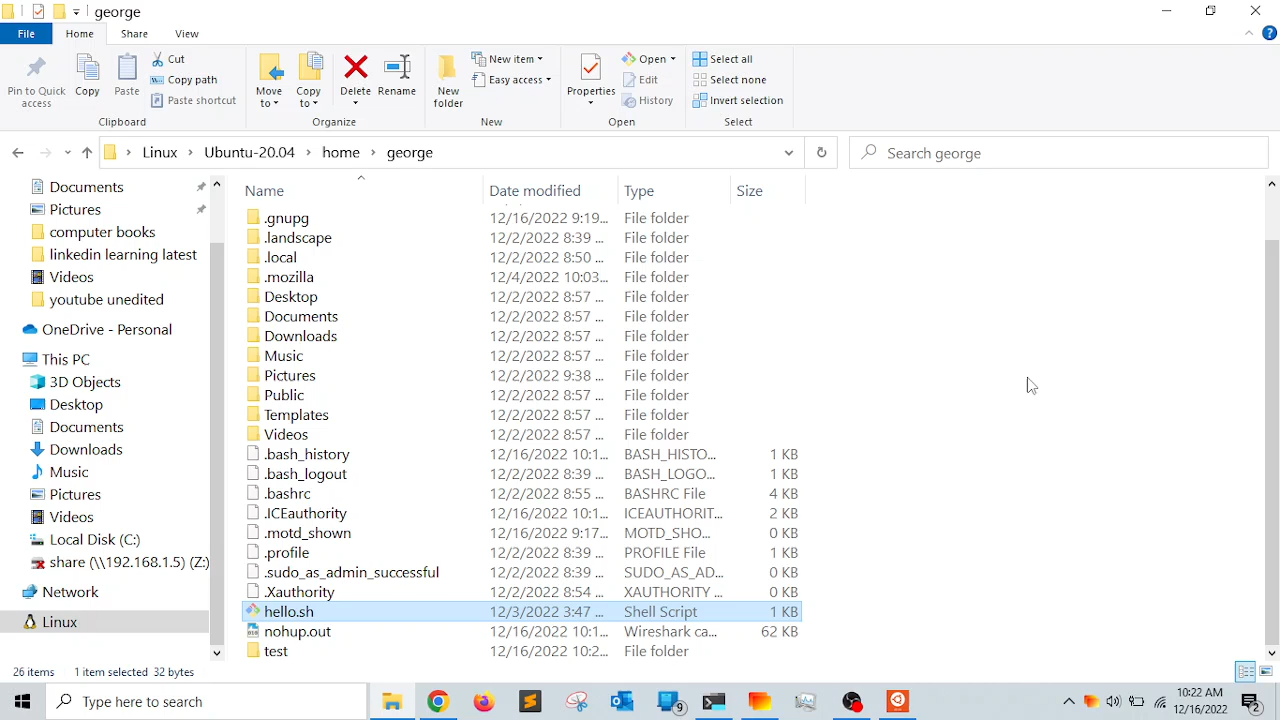 george
File Home Share View
Pin to Quick access
Copy
Paste
Cut
Copy path
Paste shortcut
Clipboard
Move to
Copy to
Delete
Rename
Organize
New folder
New item
Easy access
New
Properties
Open
Edit
History
Open
Select all
Select none
Invert selection
Select
Linux Ubuntu-20.04 home george
Search george
Documents
Pictures
computer books
linkedin learning latest
Videos
youtube unedited
OneDrive - Personal
This PC
3D Objects
Desktop
Documents
Downloads
Music
Pictures
Videos
Local Disk (C:)
share (\\192.168.1.5) (Z:)
Network
Linux
Name Date modified Type Size
.gnupg 12/16/2022 9:19... File folder
.landscape 12/2/2022 8:39 ... File folder
.local 12/2/2022 8:50 ... File folder
.mozilla 12/4/2022 10:03... File folder
Desktop 12/2/2022 8:57 ... File folder
Documents 12/2/2022 8:57 ... File folder
Downloads 12/2/2022 8:57 ... File folder
Music 12/2/2022 8:57 ... File folder
Pictures 12/2/2022 9:38 ... File folder
Public 12/2/2022 8:57 ... File folder
Templates 12/2/2022 8:57 ... File folder
Videos 12/2/2022 8:57 ... File folder
.bash_history 12/16/2022 10:1... BASH_HISTO... 1 KB
.bash_logout 12/2/2022 8:39 ... BASH_LOGO... 1 KB
.bashrc 12/2/2022 8:55 ... BASHRC File 4 KB
.ICEauthority 12/16/2022 10:1... ICEAUTHORIT... 2 KB
.motd_shown 12/16/2022 9:17... MOTD_SHO... 0 KB
.profile 12/2/2022 8:39 ... PROFILE File 1 KB
.sudo_as_admin_successful 12/2/2022 8:39 ... SUDO_AS_AD... 0 KB
.Xauthority 12/2/2022 8:54 ... XAUTHORITY ... 0 KB
hello.sh 12/3/2022 3:47 ... Shell Script 1 KB
nohup.out 12/16/2022 10:1... Wireshark ca... 62 KB
test 12/16/2022 10:2... File folder
26 items 1 item selected 32 bytes
Type here to search
9
10:22 AM
12/16/2022
2